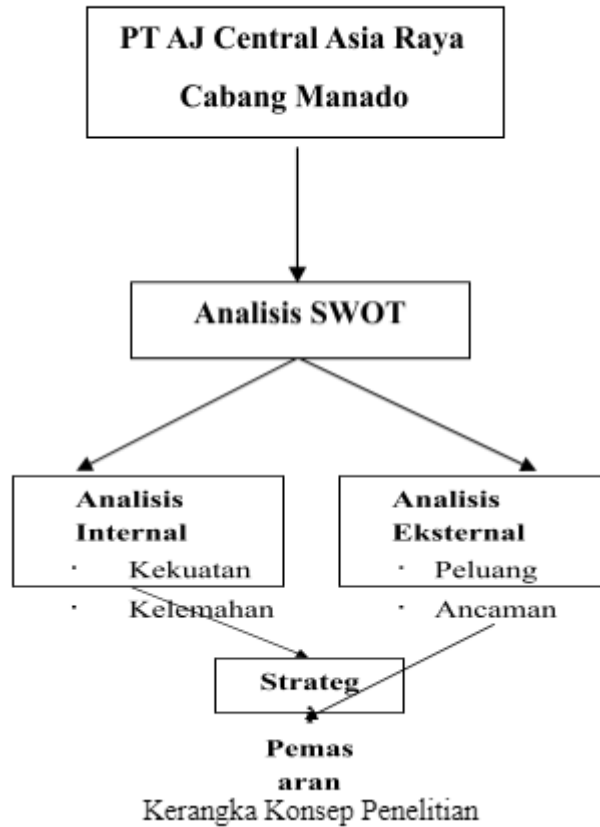 PT AJ Central Asia Raya
Cabang Manado
Analisis SWOT
Analisis
Internal
· Kekuatan
· Kelemahan
Analisis
Eksternal
· Peluang
· Ancaman
Strateg
Pemas
aran
Kerangka Konsep Penelitian